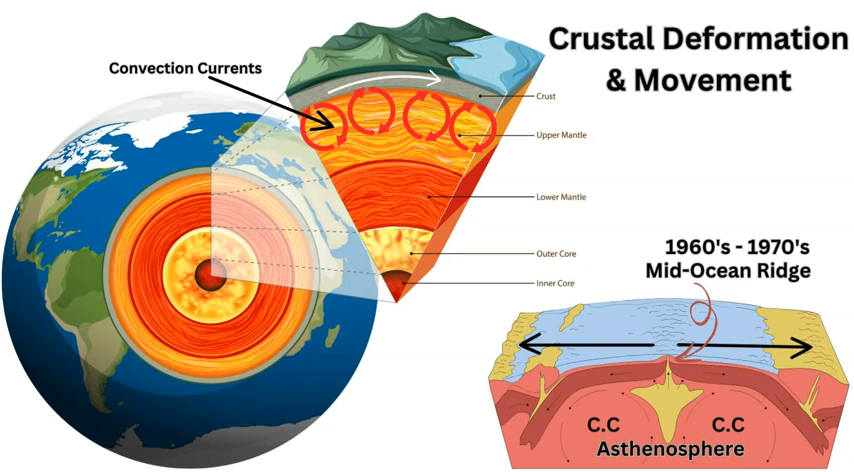 Crustal Deformation
& Movement
Convection Currents
Crust
Upper Mantle
Lower Mantle
Outer Core
Inner Core
1960's - 1970's
Mid-Ocean Ridge
C.C C.C
Asthenosphere